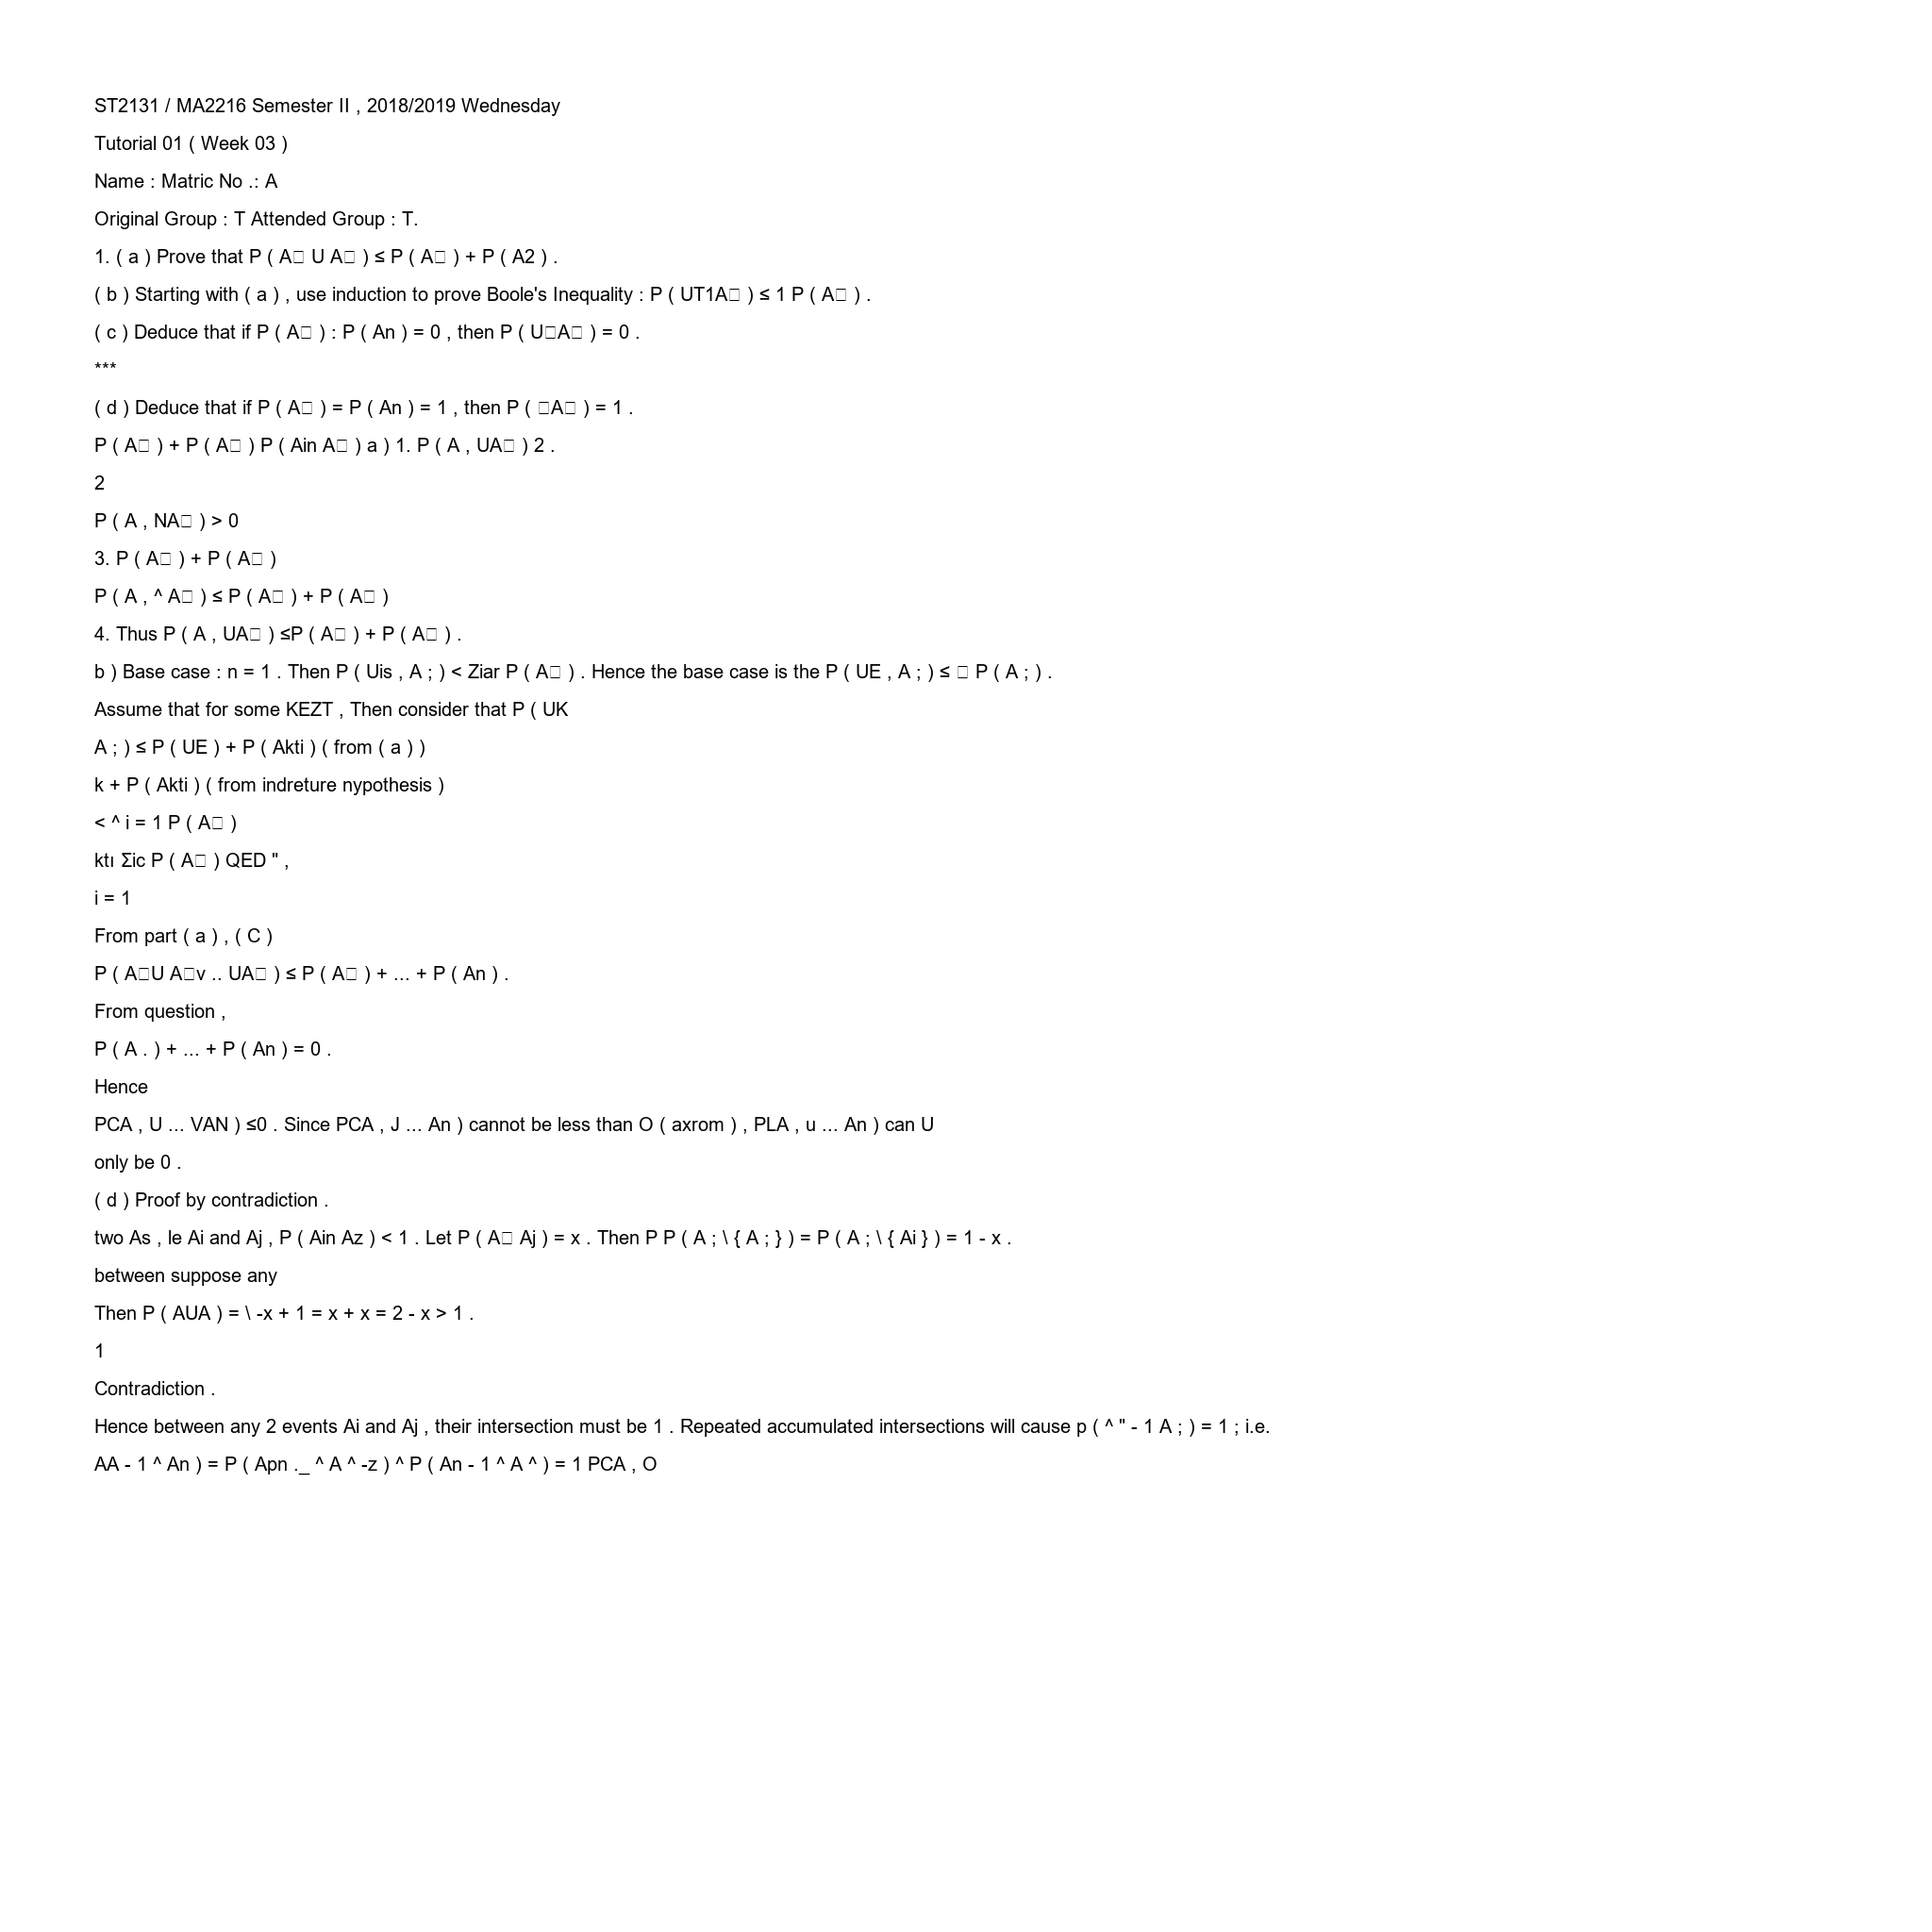 ST2131 / MA2216 Semester II , 2018/2019 Wednesday
Tutorial 01 ( Week 03 )
Name : Matric No .: A
Original Group : T Attended Group : T.
1. ( a ) Prove that P ( A□ U A□ ) ≤ P ( A□ ) + P ( A2 ) .
( b ) Starting with ( a ) , use induction to prove Boole's Inequality : P ( UT1A□ ) ≤ 1 P ( A□ ) .
( c ) Deduce that if P ( A□ ) : P ( An ) = 0 , then P ( U□A□ ) = 0 .
***
( d ) Deduce that if P ( A□ ) = P ( An ) = 1 , then P ( □A□ ) = 1 .
P ( A□ ) + P ( A□ ) P ( Ain A□ ) a ) 1. P ( A , UA□ ) 2 .
2
P ( A , NA□ ) > 0
3. P ( A□ ) + P ( A□ )
P ( A , ^ A□ ) ≤ P ( A□ ) + P ( A□ )
4. Thus P ( A , UA□ ) ≤P ( A□ ) + P ( A□ ) .
b ) Base case : n = 1 . Then P ( Uis , A ; ) < Ziar P ( A□ ) . Hence the base case is the P ( UE , A ; ) ≤ □ P ( A ; ) .
Assume that for some KEZT , Then consider that P ( UK
A ; ) ≤ P ( UE ) + P ( Akti ) ( from ( a ) )
k + P ( Akti ) ( from indreture nypothesis )
< ^ i = 1 P ( A□ )
ktı Σic P ( A□ ) QED " ,
i = 1
From part ( a ) , ( C )
P ( A□U A□v .. UA□ ) ≤ P ( A□ ) + ... + P ( An ) .
From question ,
P ( A . ) + ... + P ( An ) = 0 .
Hence
PCA , U ... VAN ) ≤0 . Since PCA , J ... An ) cannot be less than O ( axrom ) , PLA , u ... An ) can U
only be 0 .
( d ) Proof by contradiction .
two As , le Ai and Aj , P ( Ain Az ) < 1 . Let P ( A□ Aj ) = x . Then P P ( A ; \ { A ; } ) = P ( A ; \ { Ai } ) = 1 - x .
between suppose any
Then P ( AUA ) = \ -x + 1 = x + x = 2 - x > 1 .
1
Contradiction .
Hence between any 2 events Ai and Aj , their intersection must be 1 . Repeated accumulated intersections will cause p ( ^ " - 1 A ; ) = 1 ; i.e.
AA - 1 ^ An ) = P ( Apn ._ ^ A ^ -z ) ^ P ( An - 1 ^ A ^ ) = 1 PCA , O